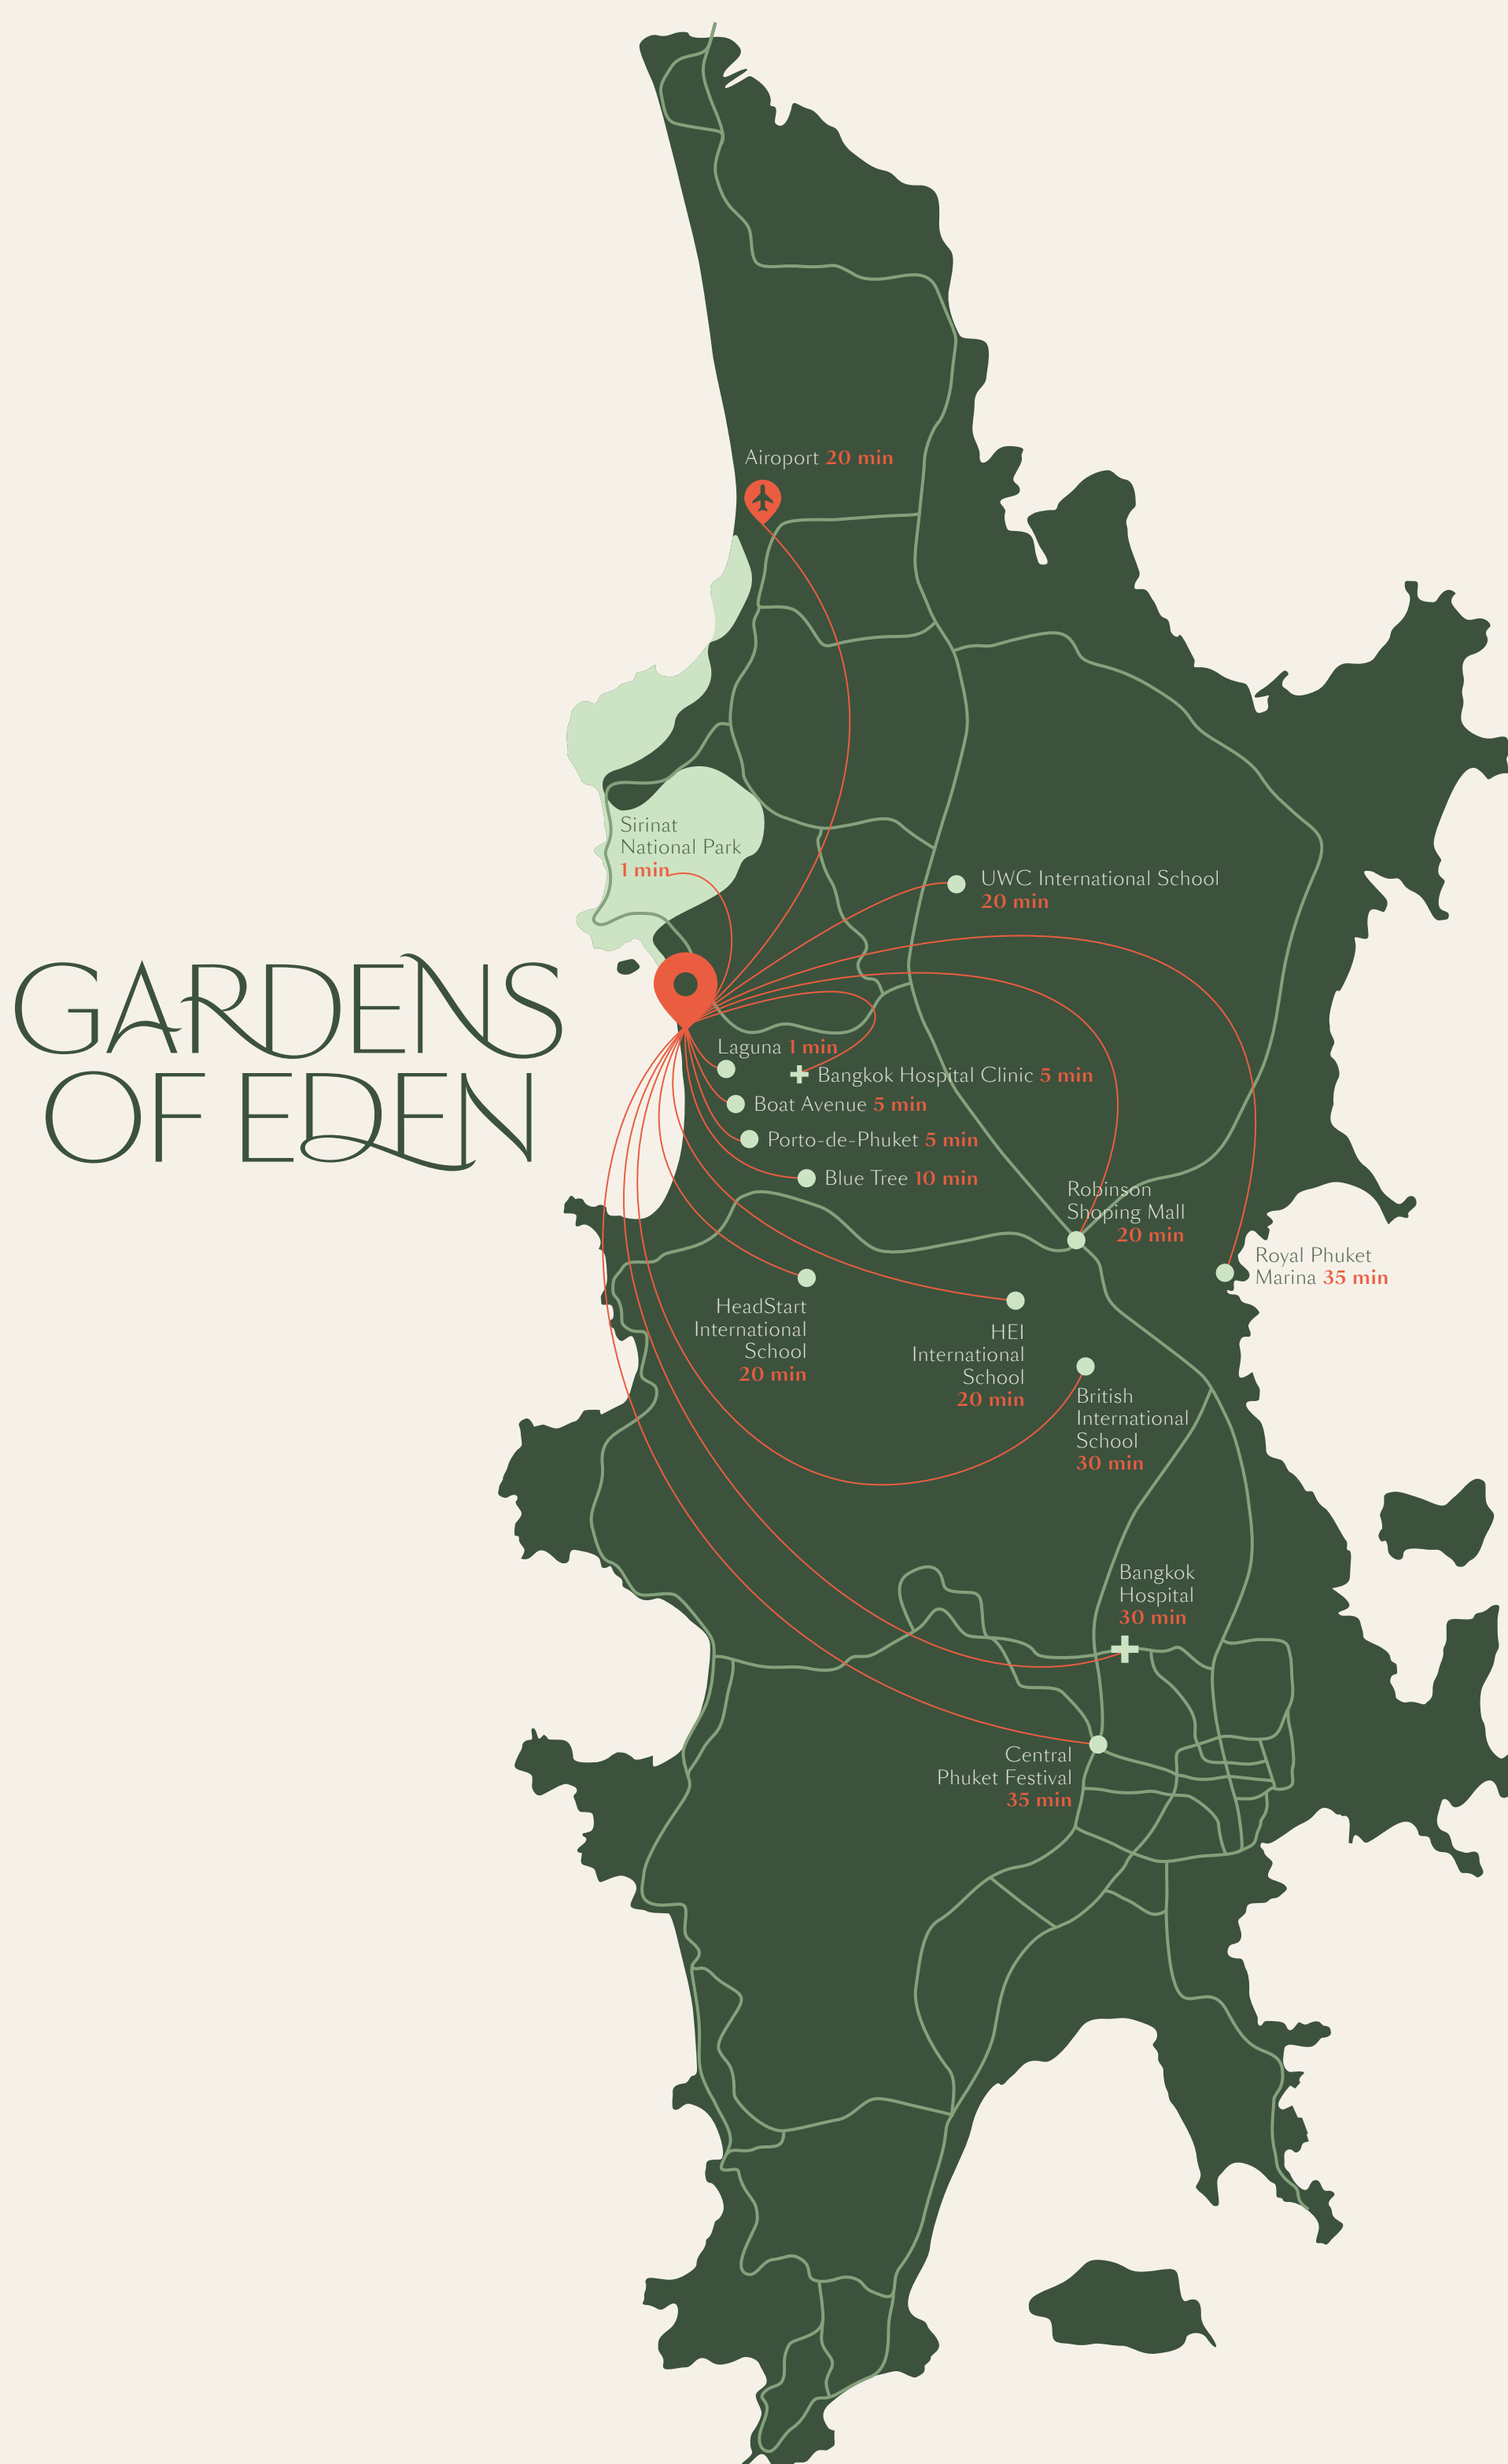 Airoport 20 min
Sirinat
National Park
1 min
UWC International School
20 min
GARDENS
OF EDEN
Laguna 1 min
Bangkok Hospital Clinic 5 min
Boat Avenue 5 min
Porto-de-Phuket 5 min
Blue Tree 10 min
Robinson
Shoping Mall
20 min
Royal Phuket
Marina 35 min
HeadStart
International
School
20 min
HEI
International
School
20 min
British
International
School
30 min
Bangkok
Hospital
30 min
Central
Phuket Festival
35 min